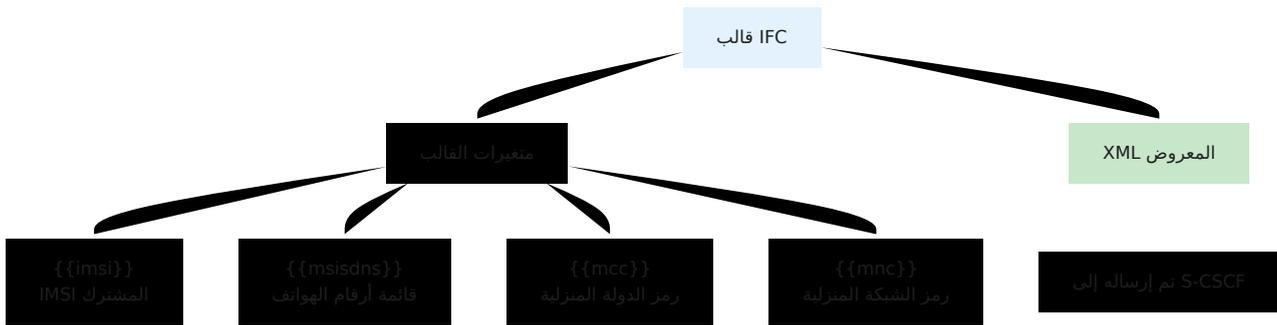 قالب IFC
متغيرات القالب
المعروض XML
{{imsi}}
المشترك IMSI
{{msisdns}}
قائمة أرقام الهواتف
{{mcc}}
رمز الدولة المنزلية
{{mnc}}
رمز الشبكة المنزلية
تم إرساله إلى S-CSCF